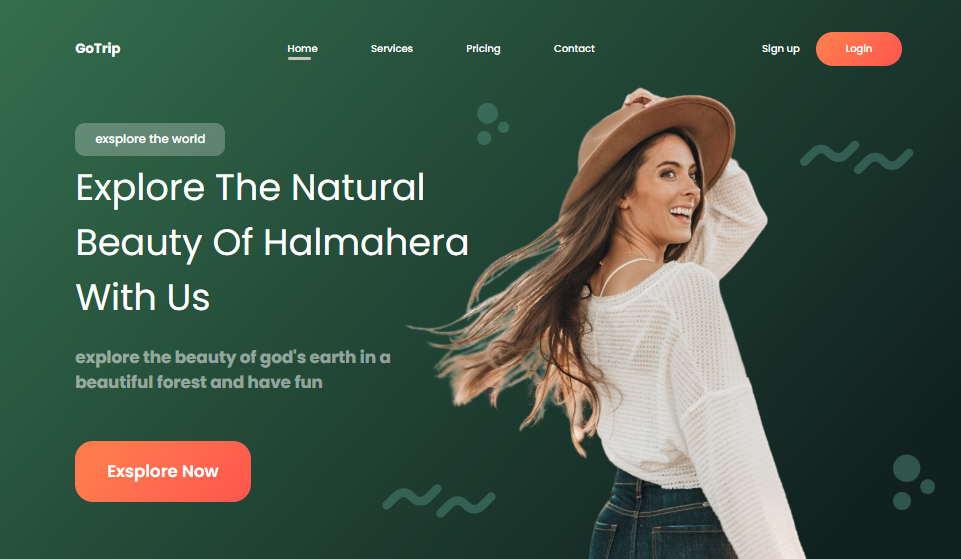 GoTrip
Home
Services
Pricing
Contact
Sign up
Login
exsplore the world
Explore The Natural
Beauty Of Halmahera
With Us
explore the beauty of god's earth in a
beautiful forest and have fun
Exsplore Now